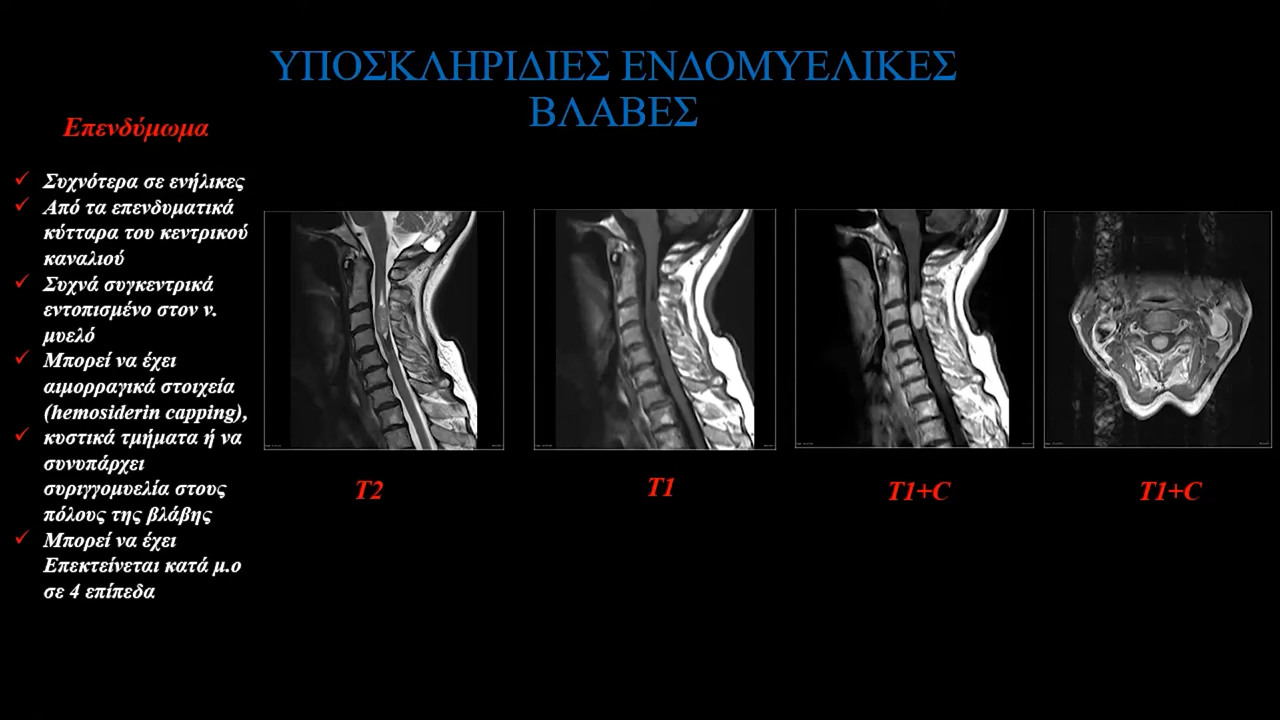 ΥΠΟΣΚΛΗΡΙΔΙΕΣ ΕΝΔΟΜΥΕΛΙΚΕΣ
ΒΛΑΒΕΣ
Επενδύμωμα
Συχνότερα σε ενήλικες
Από τα επενδυματικά
κύτταρα του κεντρικού
καναλιού
Συχνά συγκεντρικά
εντοπισμένο στον ν.
μυελό
Μπορεί να έχει
αιμορραγικά στοιχεία
(hemosiderin capping),
κυστικά τμήματα ή να
συνυπάρχει
συριγγομυελία στους
πόλους της βλάβης
Μπορεί να έχει
Επεκτείνεται κατά μ.ο
σε 4 επίπεδα
T2
T1
T1+C
T1+C